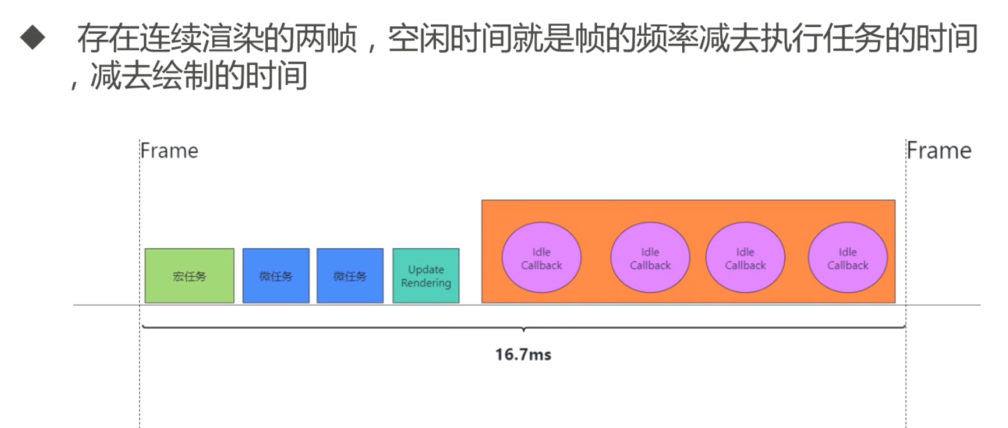 存在连续渲染的两帧，空闲时间就是帧的频率减去执行任务的时间
，减去绘制的时间
Frame
Frame
宏任务
微任务
微任务
Update
Rendering
Idle
Callback
Idle
Callback
Idle
Callback
Idle
Callback
16.7ms